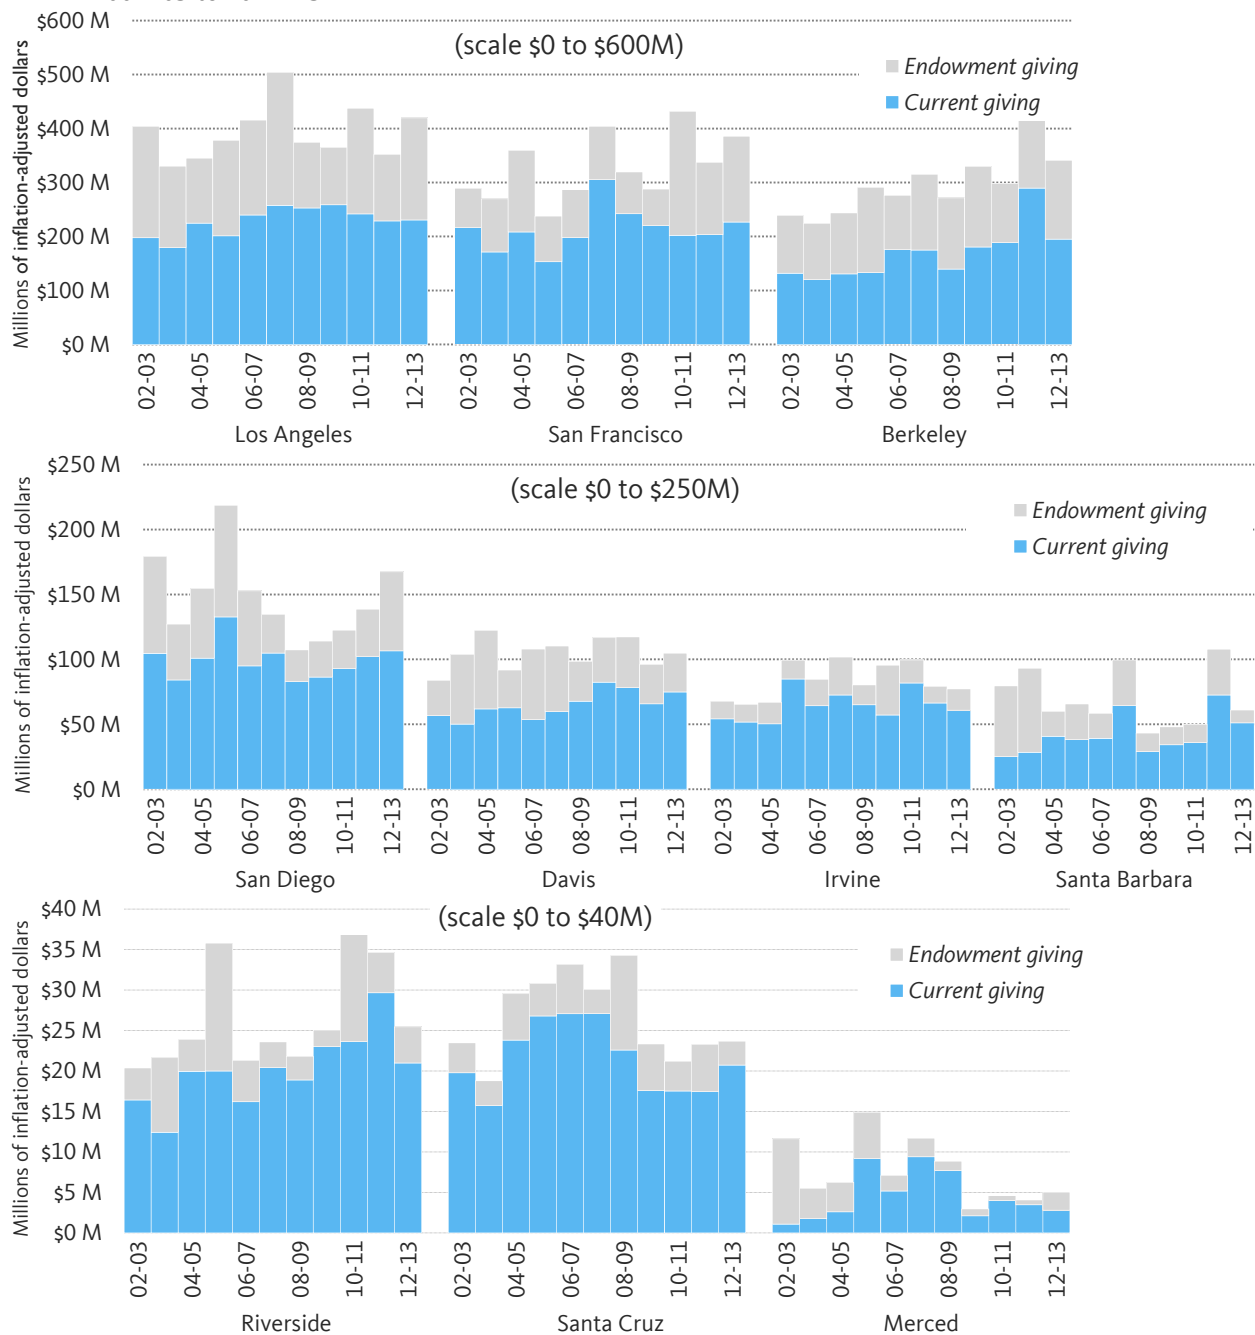 $600 M
(scale $0 to $600M)
$500 M
Endowment giving
Current giving
$400 M
$300 M
$200 M
$100 M
$0 M
Millions of inflation-adjusted dollars
02-03 04-05 06-07 08-09 10-11 12-13 02-03 04-05 06-07 08-09 10-11 12-13 02-03 04-05 06-07 08-09 10-11 12-13
Los Angeles San Francisco Berkeley
$250 M
(scale $0 to $250M)
Endowment giving
$200 M
Current giving
$150 M
$100 M
$50 M
$0 M
Millions of inflation-adjusted dollars
02-03 04-05 06-07 08-09 10-11 12-13 02-03 04-05 06-07 08-09 10-11 12-13 02-03 04-05 06-07 08-09 10-11 12-13 02-03 04-05 06-07 08-09 10-11 12-13
San Diego Davis Irvine Santa Barbara
$40 M
(scale $0 to $40M)
$35 M
Endowment giving
$30 M
Current giving
$25 M
$20 M
$15 M
$10 M
$5 M
$0 M
Millions of inflation-adjusted dollars
02-03 04-05 06-07 08-09 10-11 12-13 02-03 04-05 06-07 08-09 10-11 12-13 02-03 04-05 06-07 08-09 10-11 12-13
Riverside Santa Cruz Merced